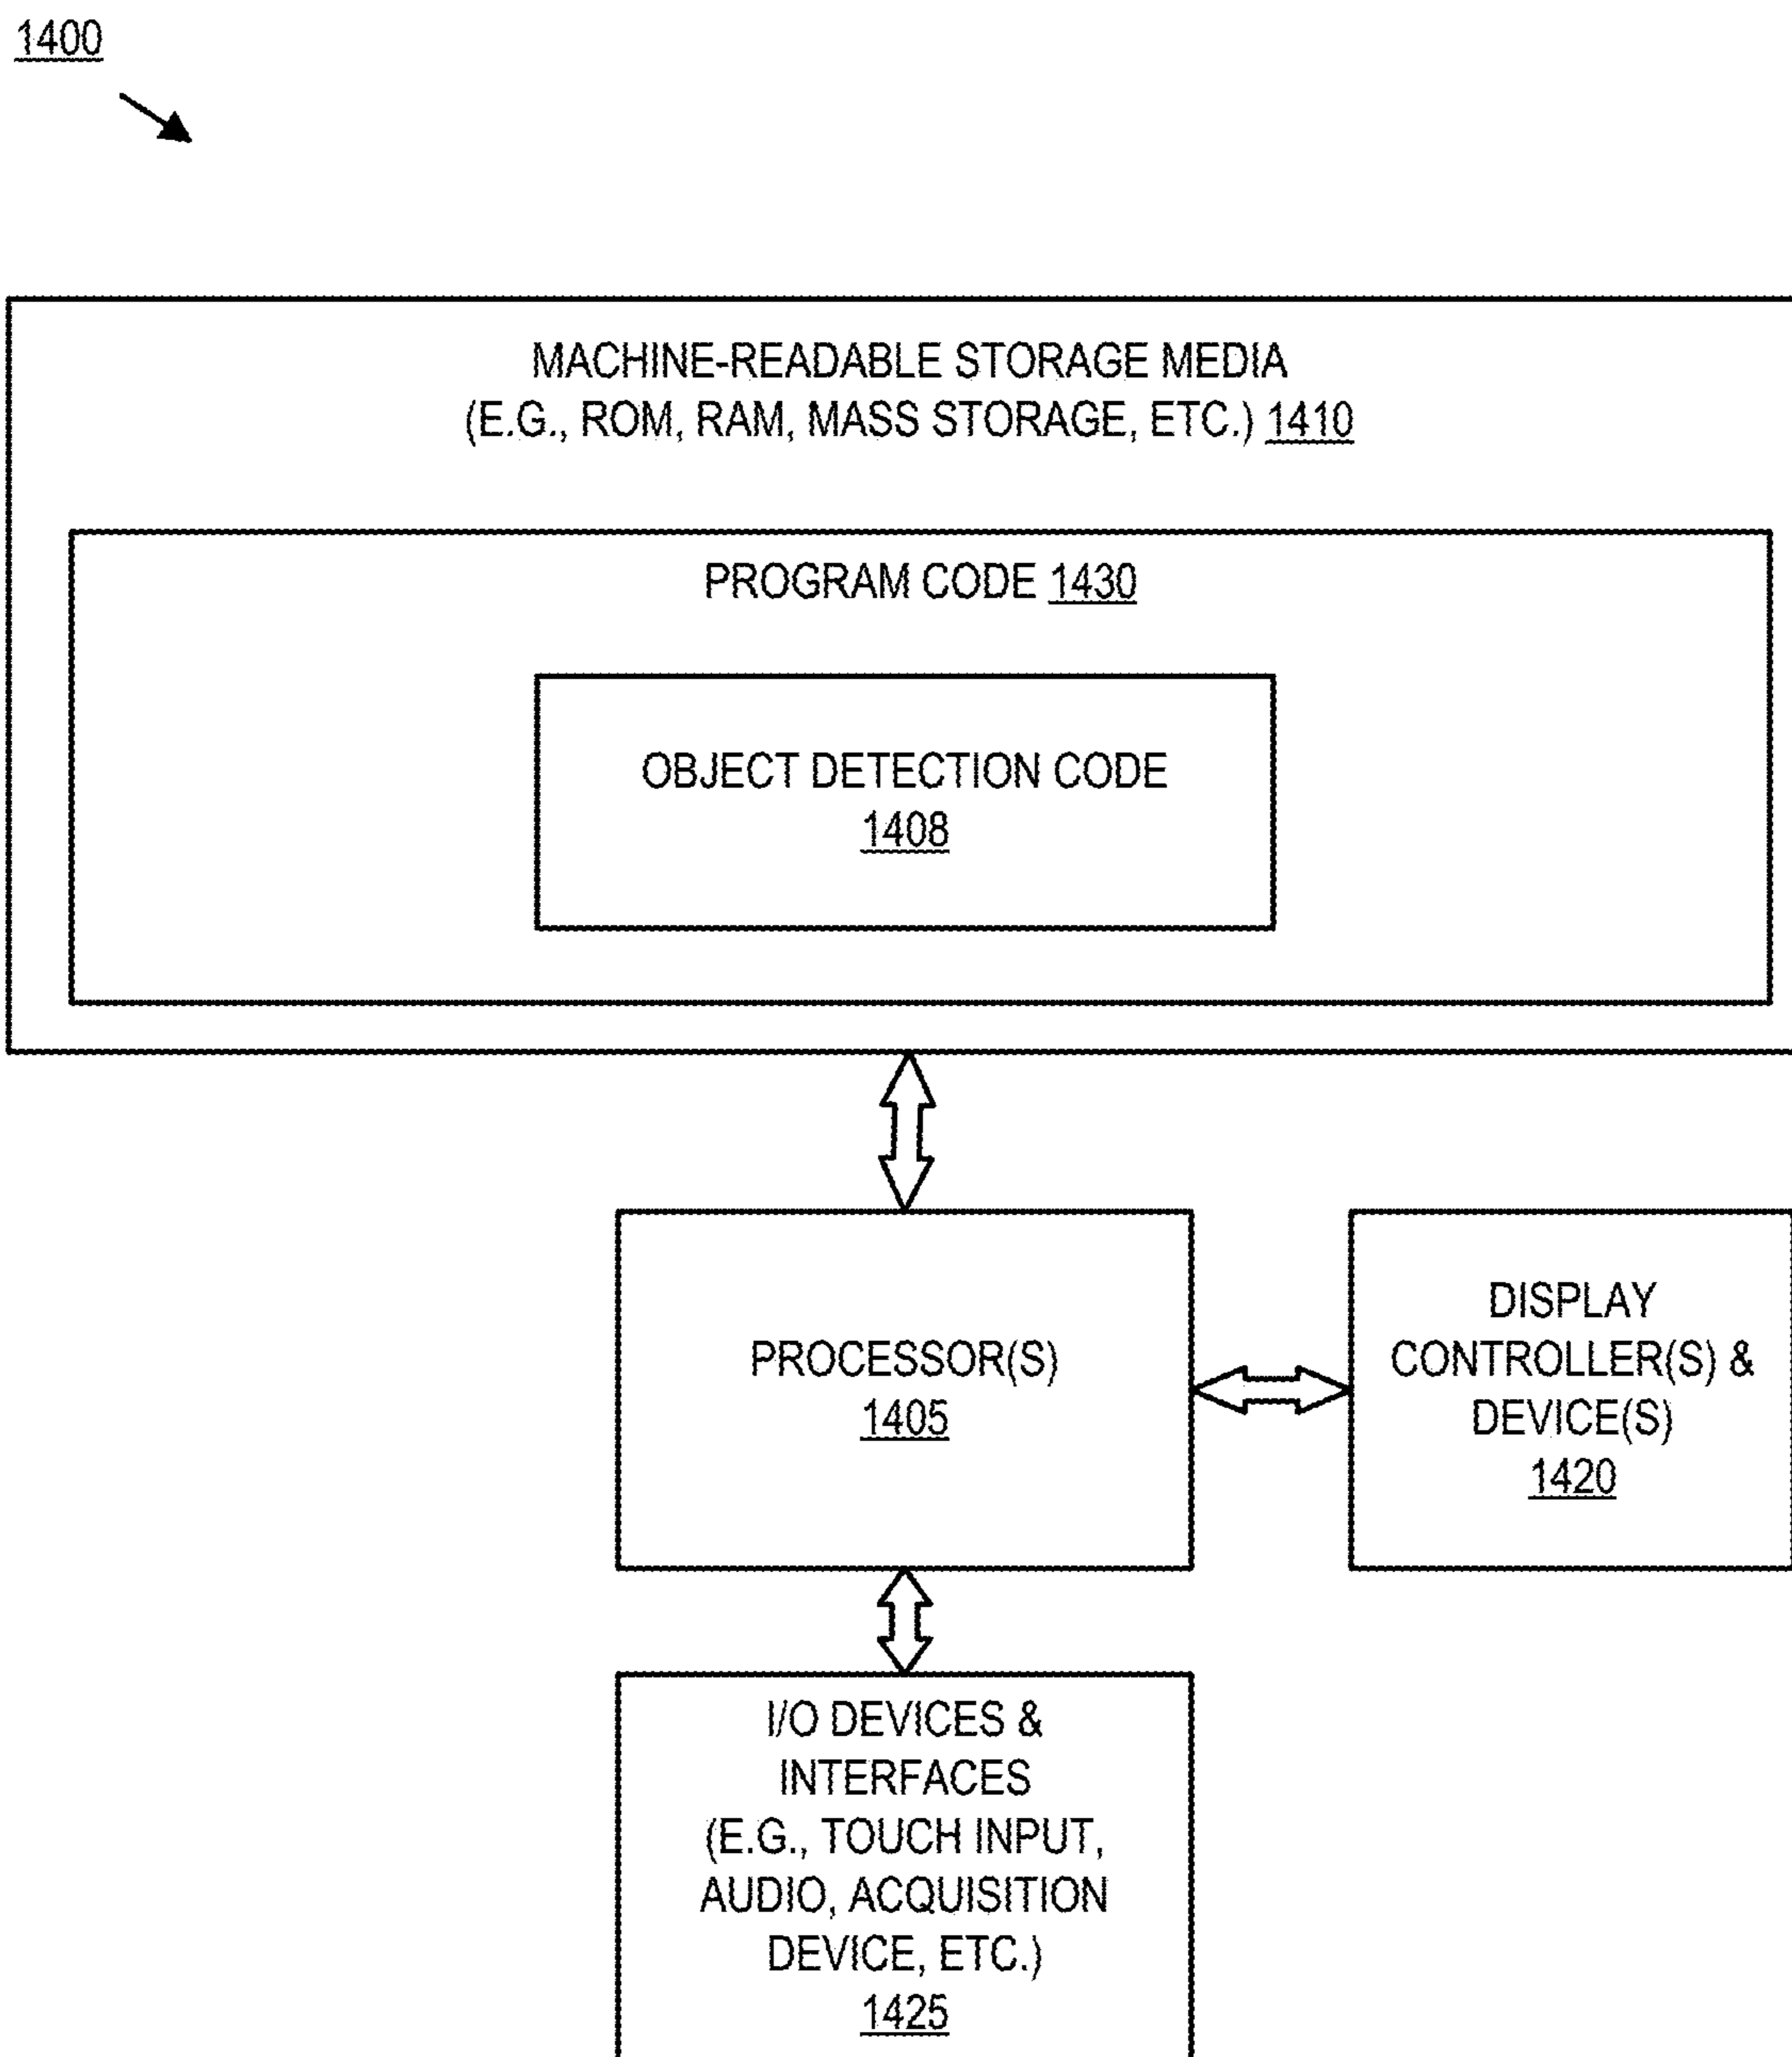 1400
MACHINE-READABLE STORAGE MEDIA
(E.G., ROM, RAM, MASS STORAGE, ETC.) 1410
PROGRAM CODE 1430
OBJECT DETECTION CODE
1408
PROCESSOR(S)
1405
DISPLAY
CONTROLLER(S) &
DEVICE(S)
1420
I/O DEVICES &
INTERFACES
(E.G., TOUCH INPUT,
AUDIO, ACQUISITION
DEVICE, ETC.)
1425